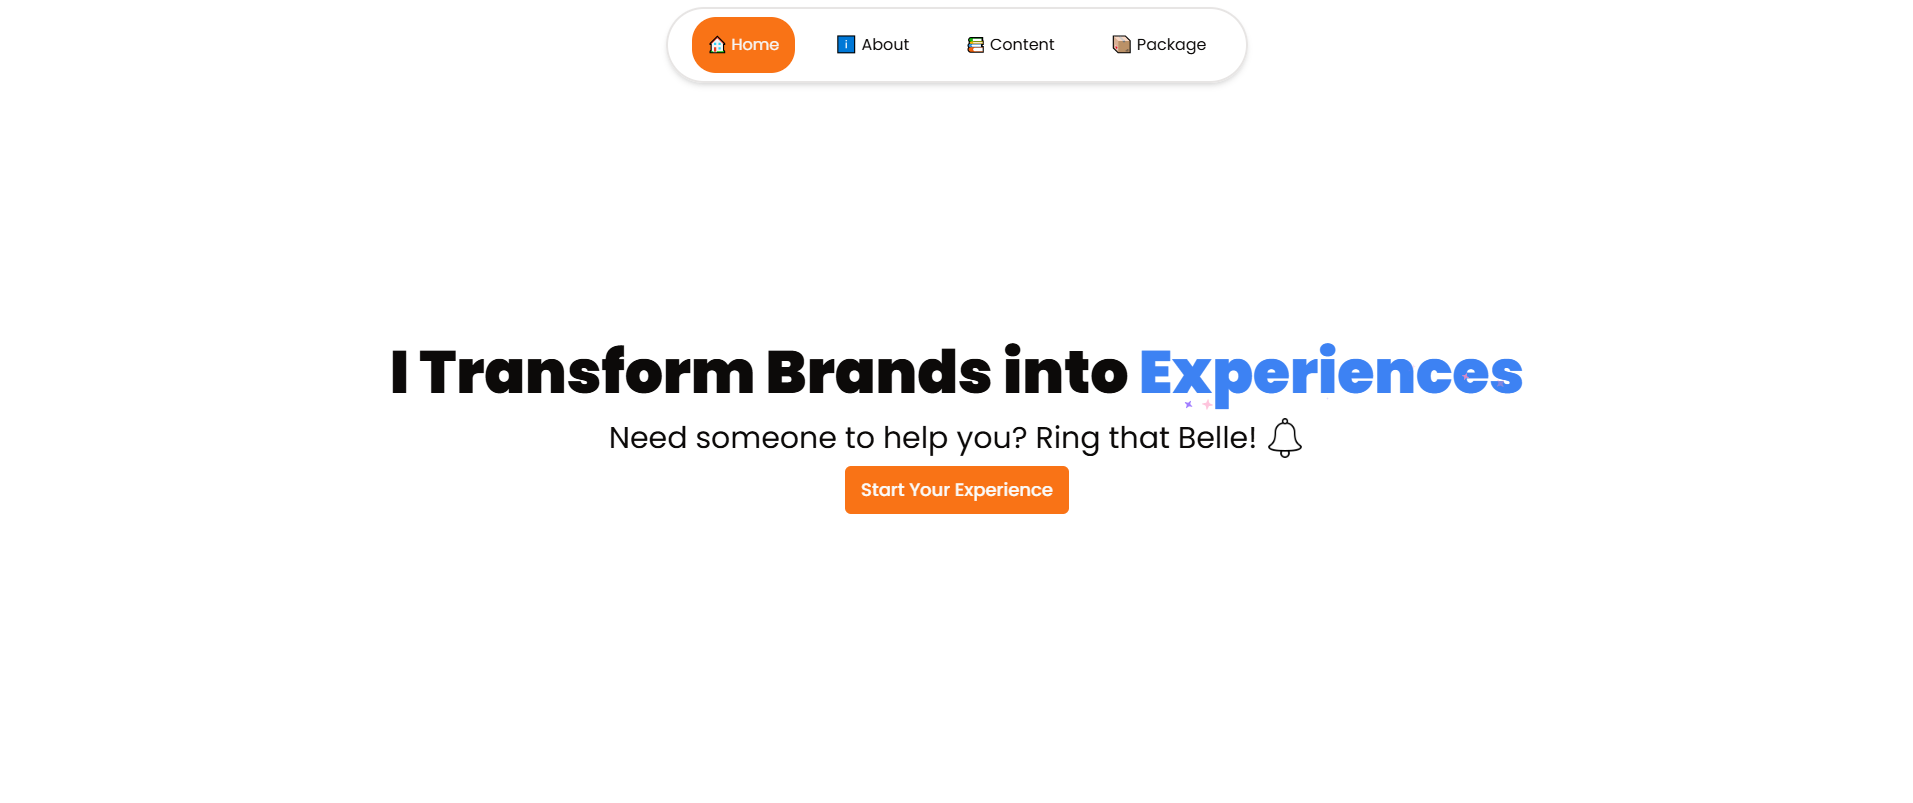 Home About Content Package
I Transform Brands into Experiences
Need someone to help you? Ring that Belle!
Start Your Experience